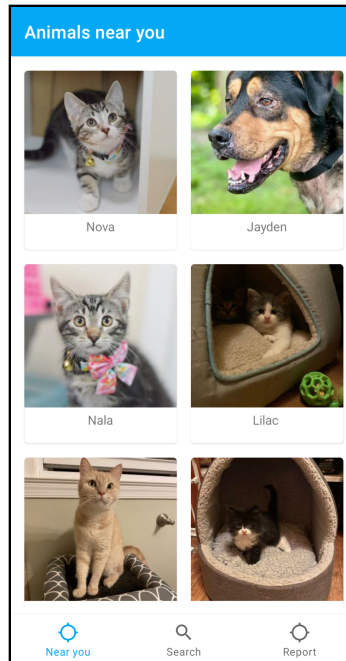 Animals near you
Nova
Jayden
Nala
Lilac
Near you
Search
Report